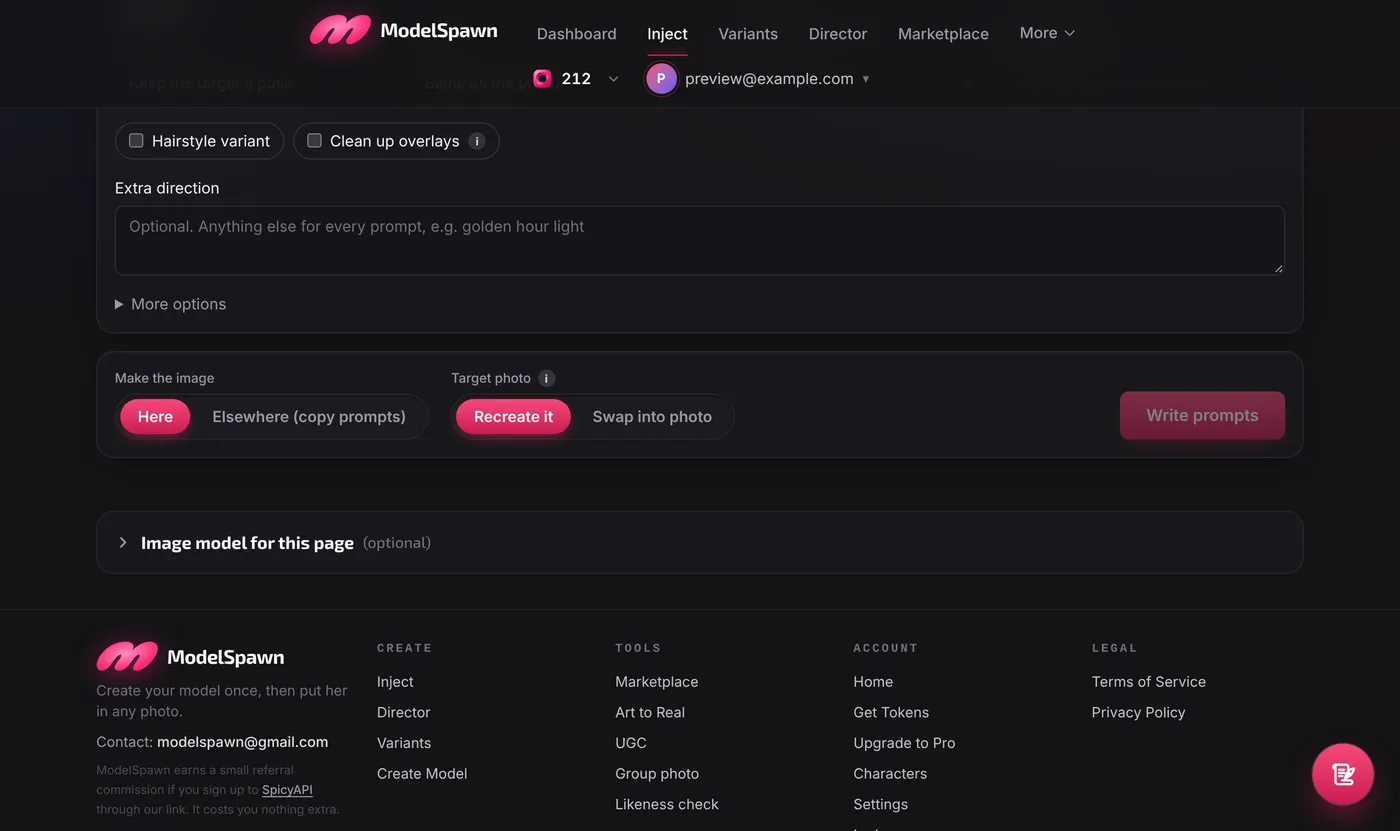 ModelSpawn
Dashboard
Inject
Variants
Director
Marketplace
More
212
P
preview@example.com
Keep the target's pose
Hairstyle variant
Clean up overlays
i
Extra direction
Optional. Anything else for every prompt, e.g. golden hour light
More options
Make the image
Here
Elsewhere (copy prompts)
Target photo
i
Recreate it
Swap into photo
Write prompts
Image model for this page (optional)
ModelSpawn
Create your model once, then put her
in any photo.
Contact: modelspawn@gmail.com
ModelSpawn earns a small referral
commission if you sign up to SpicyAPI
through our link. It costs you nothing extra.
CREATE
Inject
Director
Variants
Create Model
TOOLS
Marketplace
Art to Real
UGC
Group photo
Likeness check
ACCOUNT
Home
Get Tokens
Upgrade to Pro
Characters
Settings
LEGAL
Terms of Service
Privacy Policy